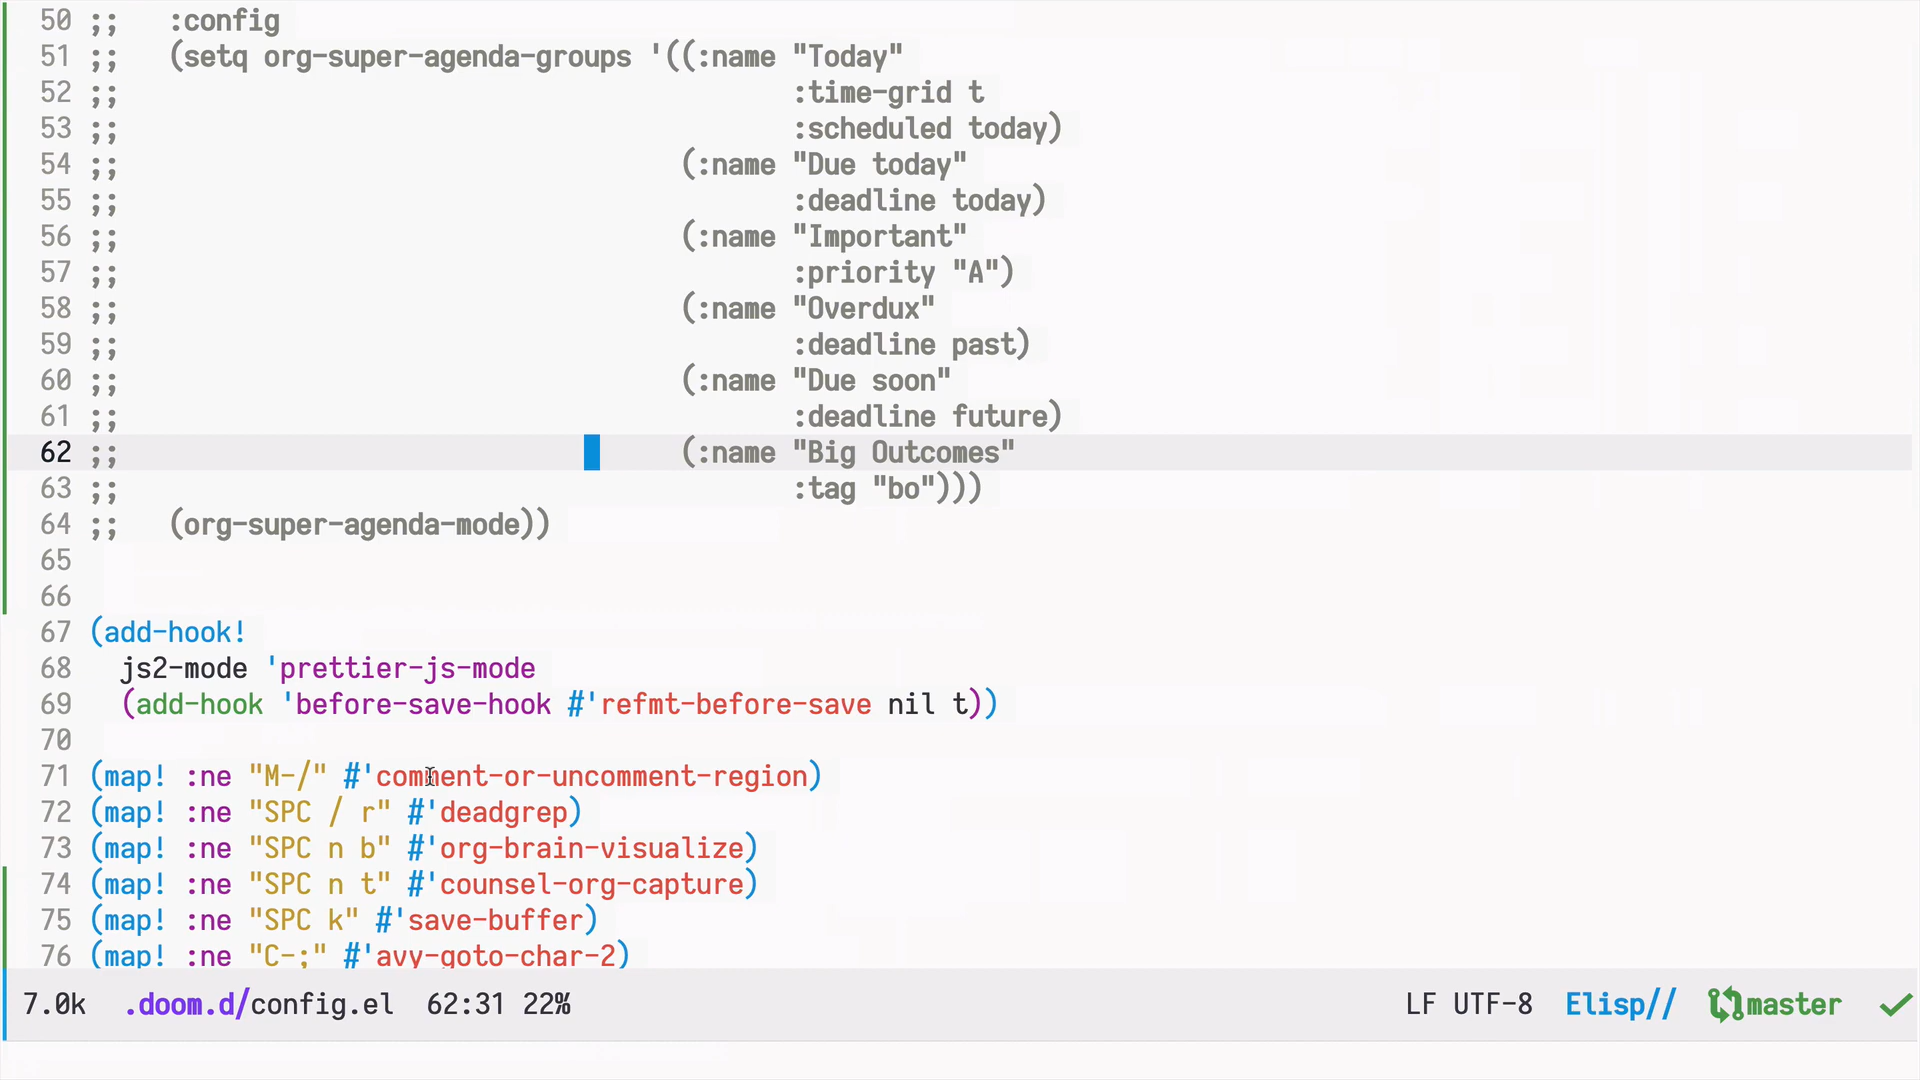 50 ;;   :config
51 ;;   (setq org-super-agenda-groups '((:name "Today"
52 ;;                                          :time-grid t
53 ;;                                          :scheduled today)
54 ;;                                   (:name "Due today"
55 ;;                                          :deadline today)
56 ;;                                   (:name "Important"
57 ;;                                          :priority "A")
58 ;;                                   (:name "Overdux"
59 ;;                                          :deadline past)
60 ;;                                   (:name "Due soon"
61 ;;                                          :deadline future)
62 ;;                                   (:name "Big Outcomes"
63 ;;                                          :tag "bo")))
64 ;;   (org-super-agenda-mode))
65
66
67 (add-hook!
68   js2-mode 'prettier-js-mode
69   (add-hook 'before-save-hook #'refmt-before-save nil t))
70
71 (map! :ne "M-/" #'comment-or-uncomment-region)
72 (map! :ne "SPC / r" #'deadgrep)
73 (map! :ne "SPC n b" #'org-brain-visualize)
74 (map! :ne "SPC n t" #'counsel-org-capture)
75 (map! :ne "SPC k" #'save-buffer)
76 (map! :ne "C-;" #'avy-goto-char-2)
7.0k .doom.d/config.el 62:31 22% LF UTF-8 Elisp// master